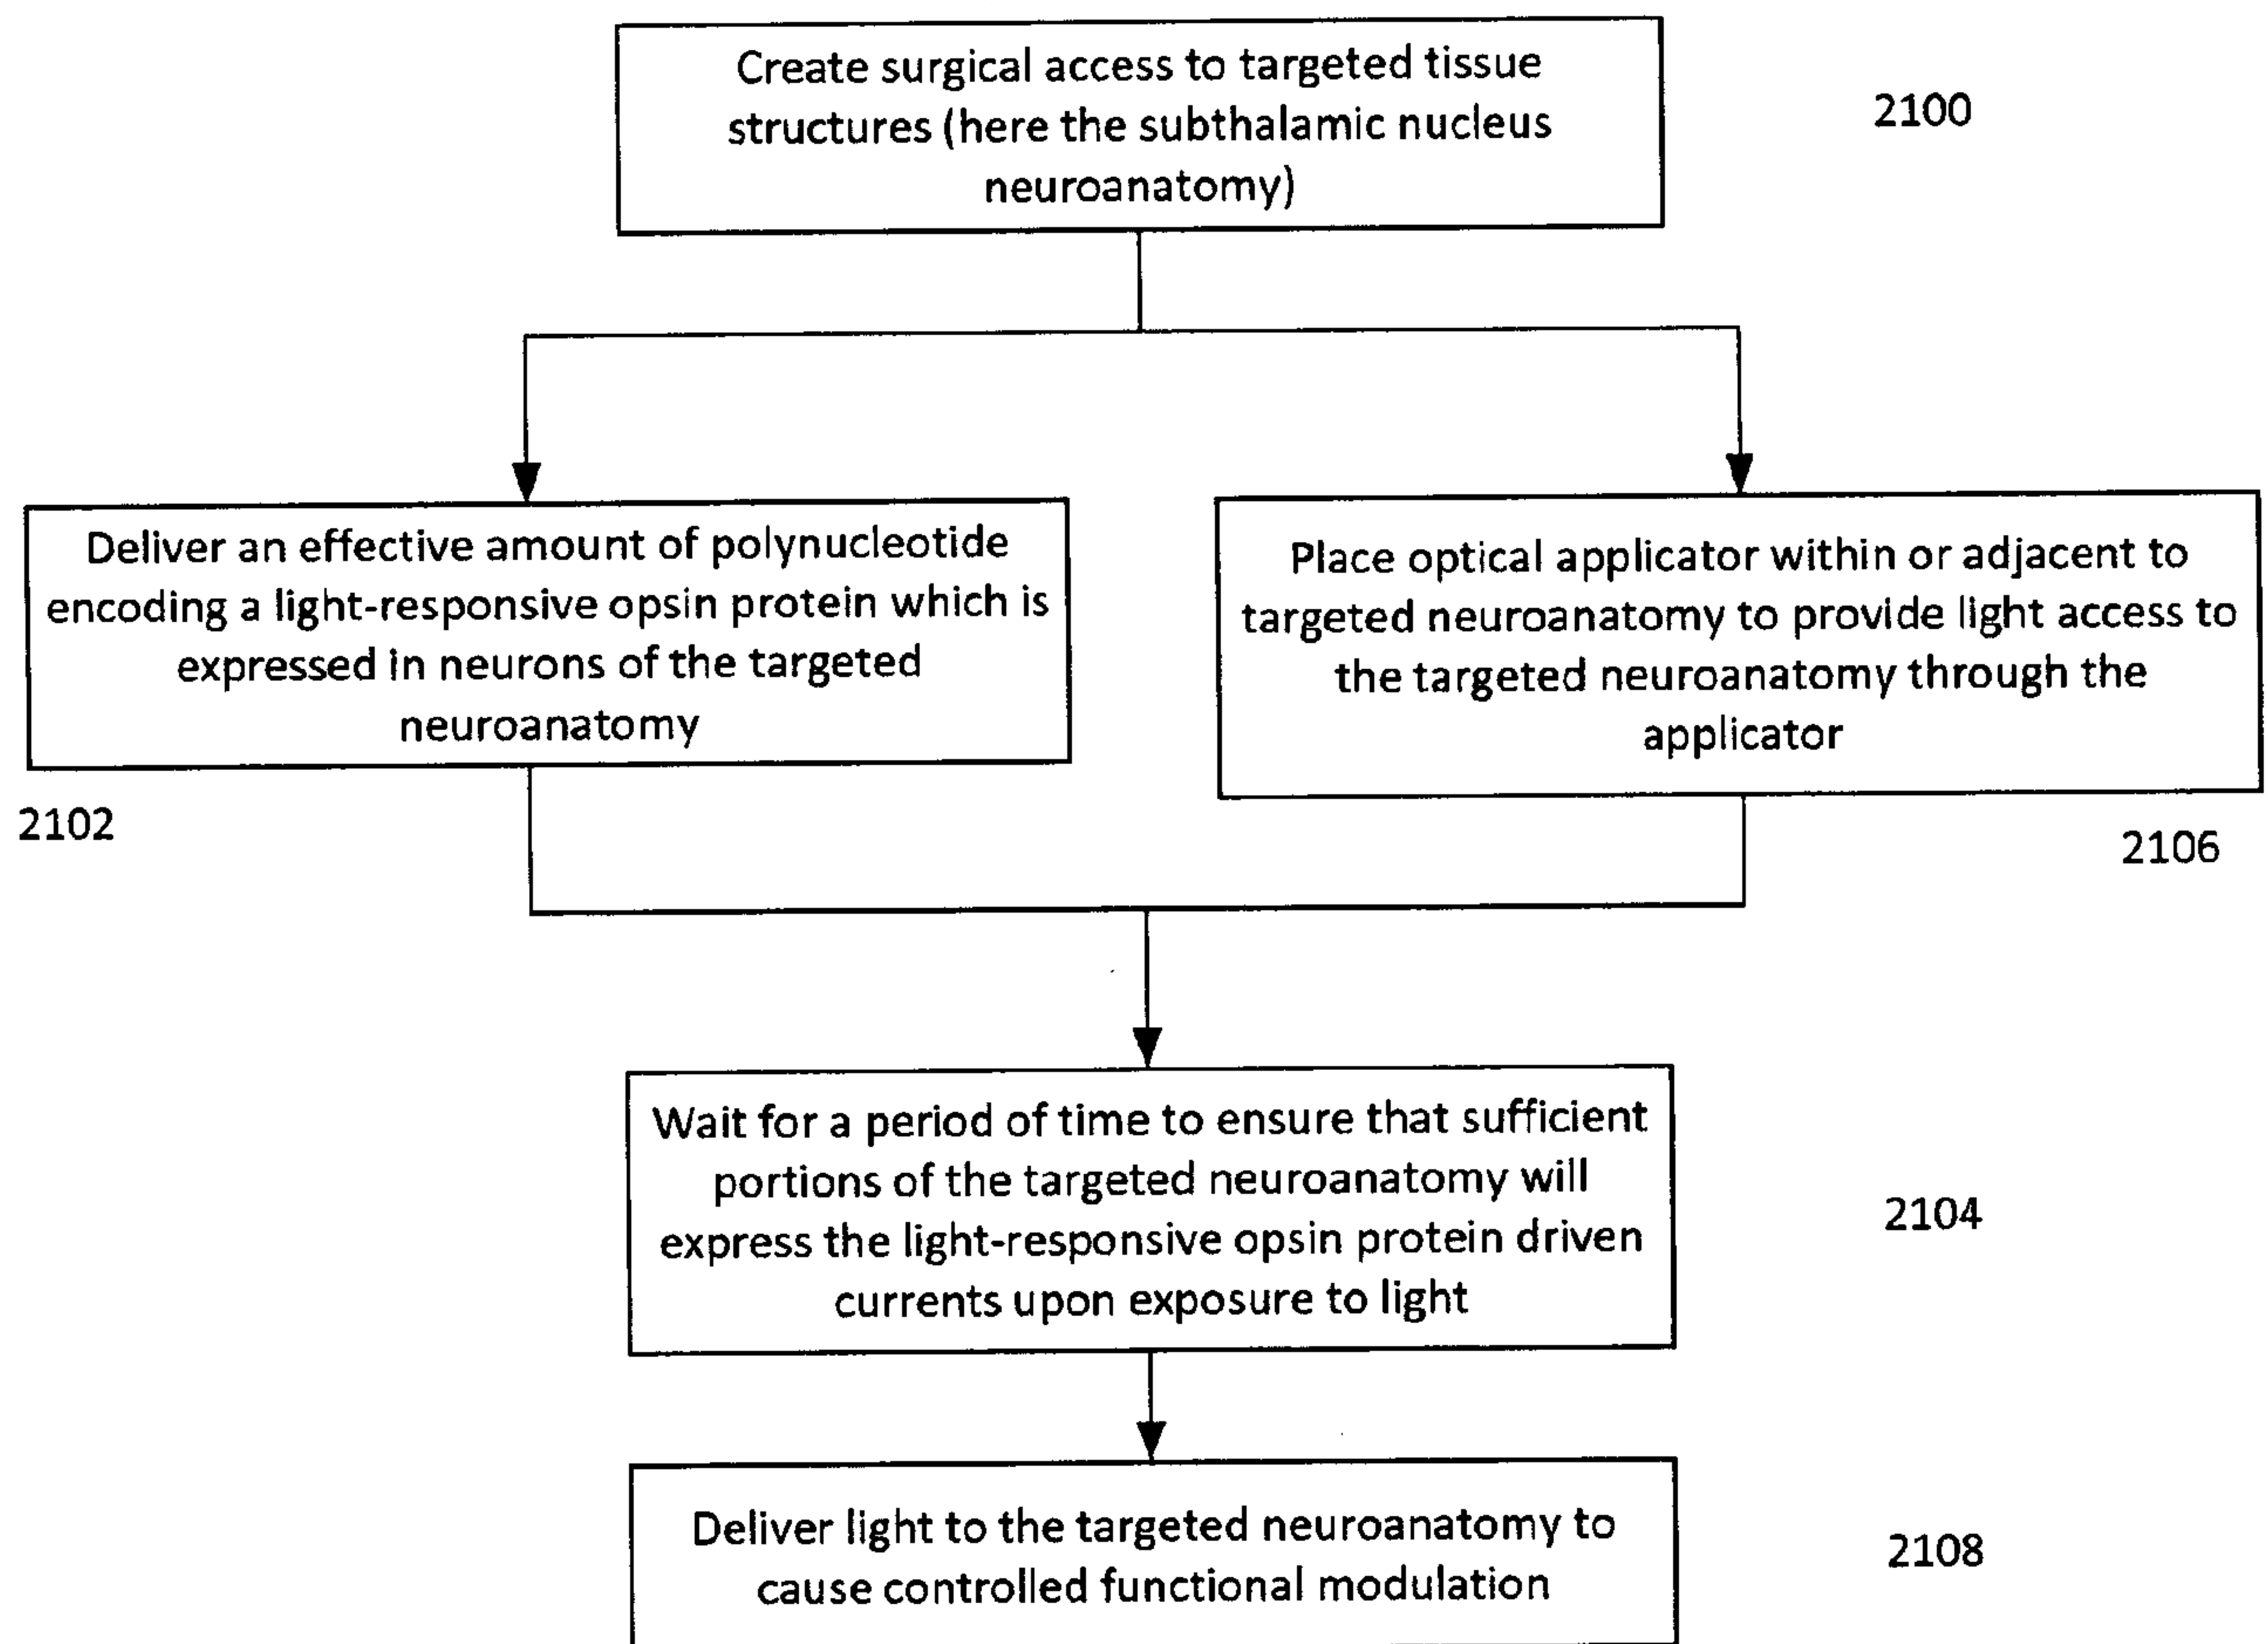 Create surgical access to targeted tissue
structures (here the subthalamic nucleus
neuroanatomy)
2100
Deliver an effective amount of polynucleotide
encoding a light-responsive opsin protein which is
expressed in neurons of the targeted
neuroanatomy
2102
Place optical applicator within or adjacent to
targeted neuroanatomy to provide light access to
the targeted neuroanatomy through the
applicator
2106
Wait for a period of time to ensure that sufficient
portions of the targeted neuroanatomy will
express the light-responsive opsin protein driven
currents upon exposure to light
2104
Deliver light to the targeted neuroanatomy to
cause controlled functional modulation
2108